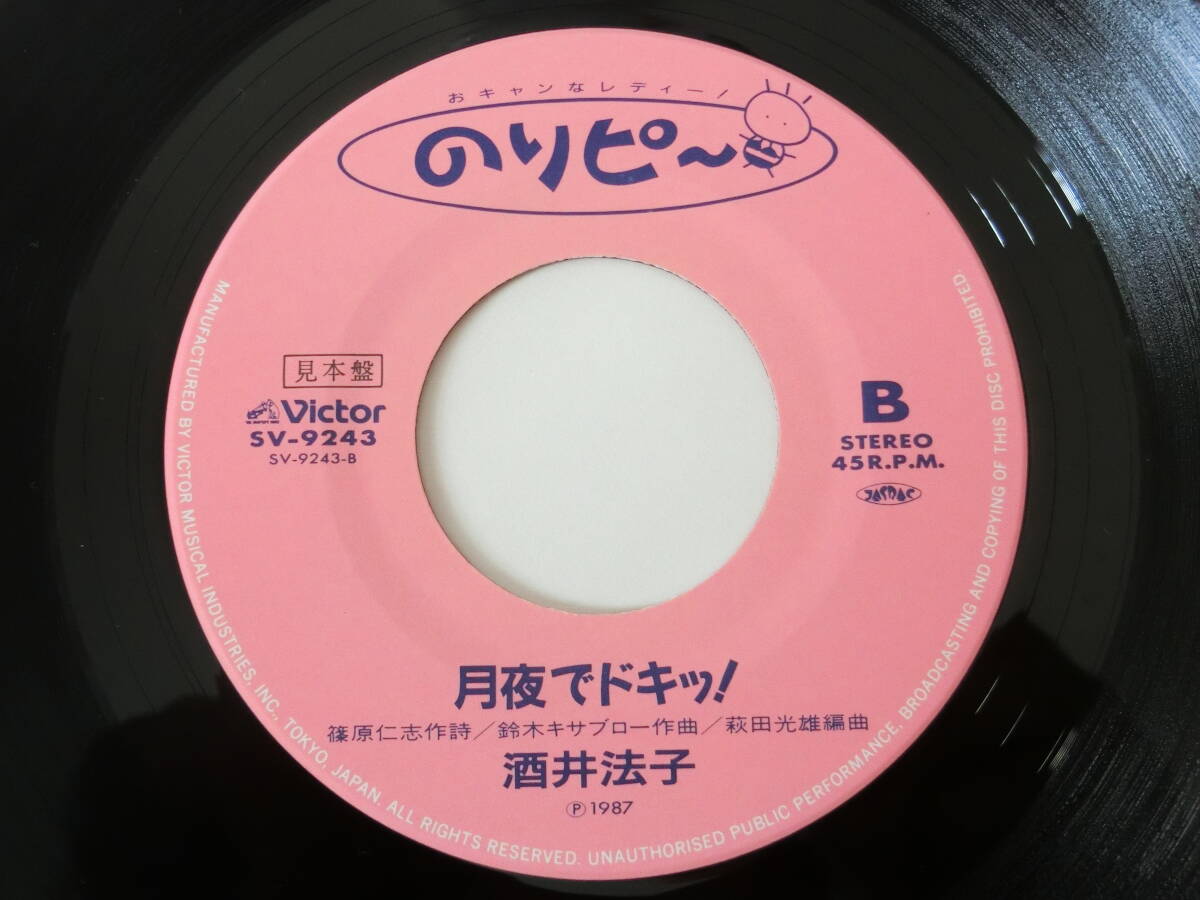 おキャンなレディー!
のりピ〜
見本盤
Victor
SV-9243
SV-9243-B
B
STEREO
45R.P.M.
JASRAC
月夜でドキッ!
篠原仁志作詩/鈴木キサブロー作曲/萩田光雄編曲
酒井法子
Ⓟ1987
MANUFACTURED BY VICTOR MUSICAL INDUSTRIES, INC., TOKYO, JAPAN. ALL RIGHTS RESERVED. UNAUTHORISED PUBLIC PERFORMANCE, BROADCASTING AND COPYING OF THIS DISC PROHIBITED.